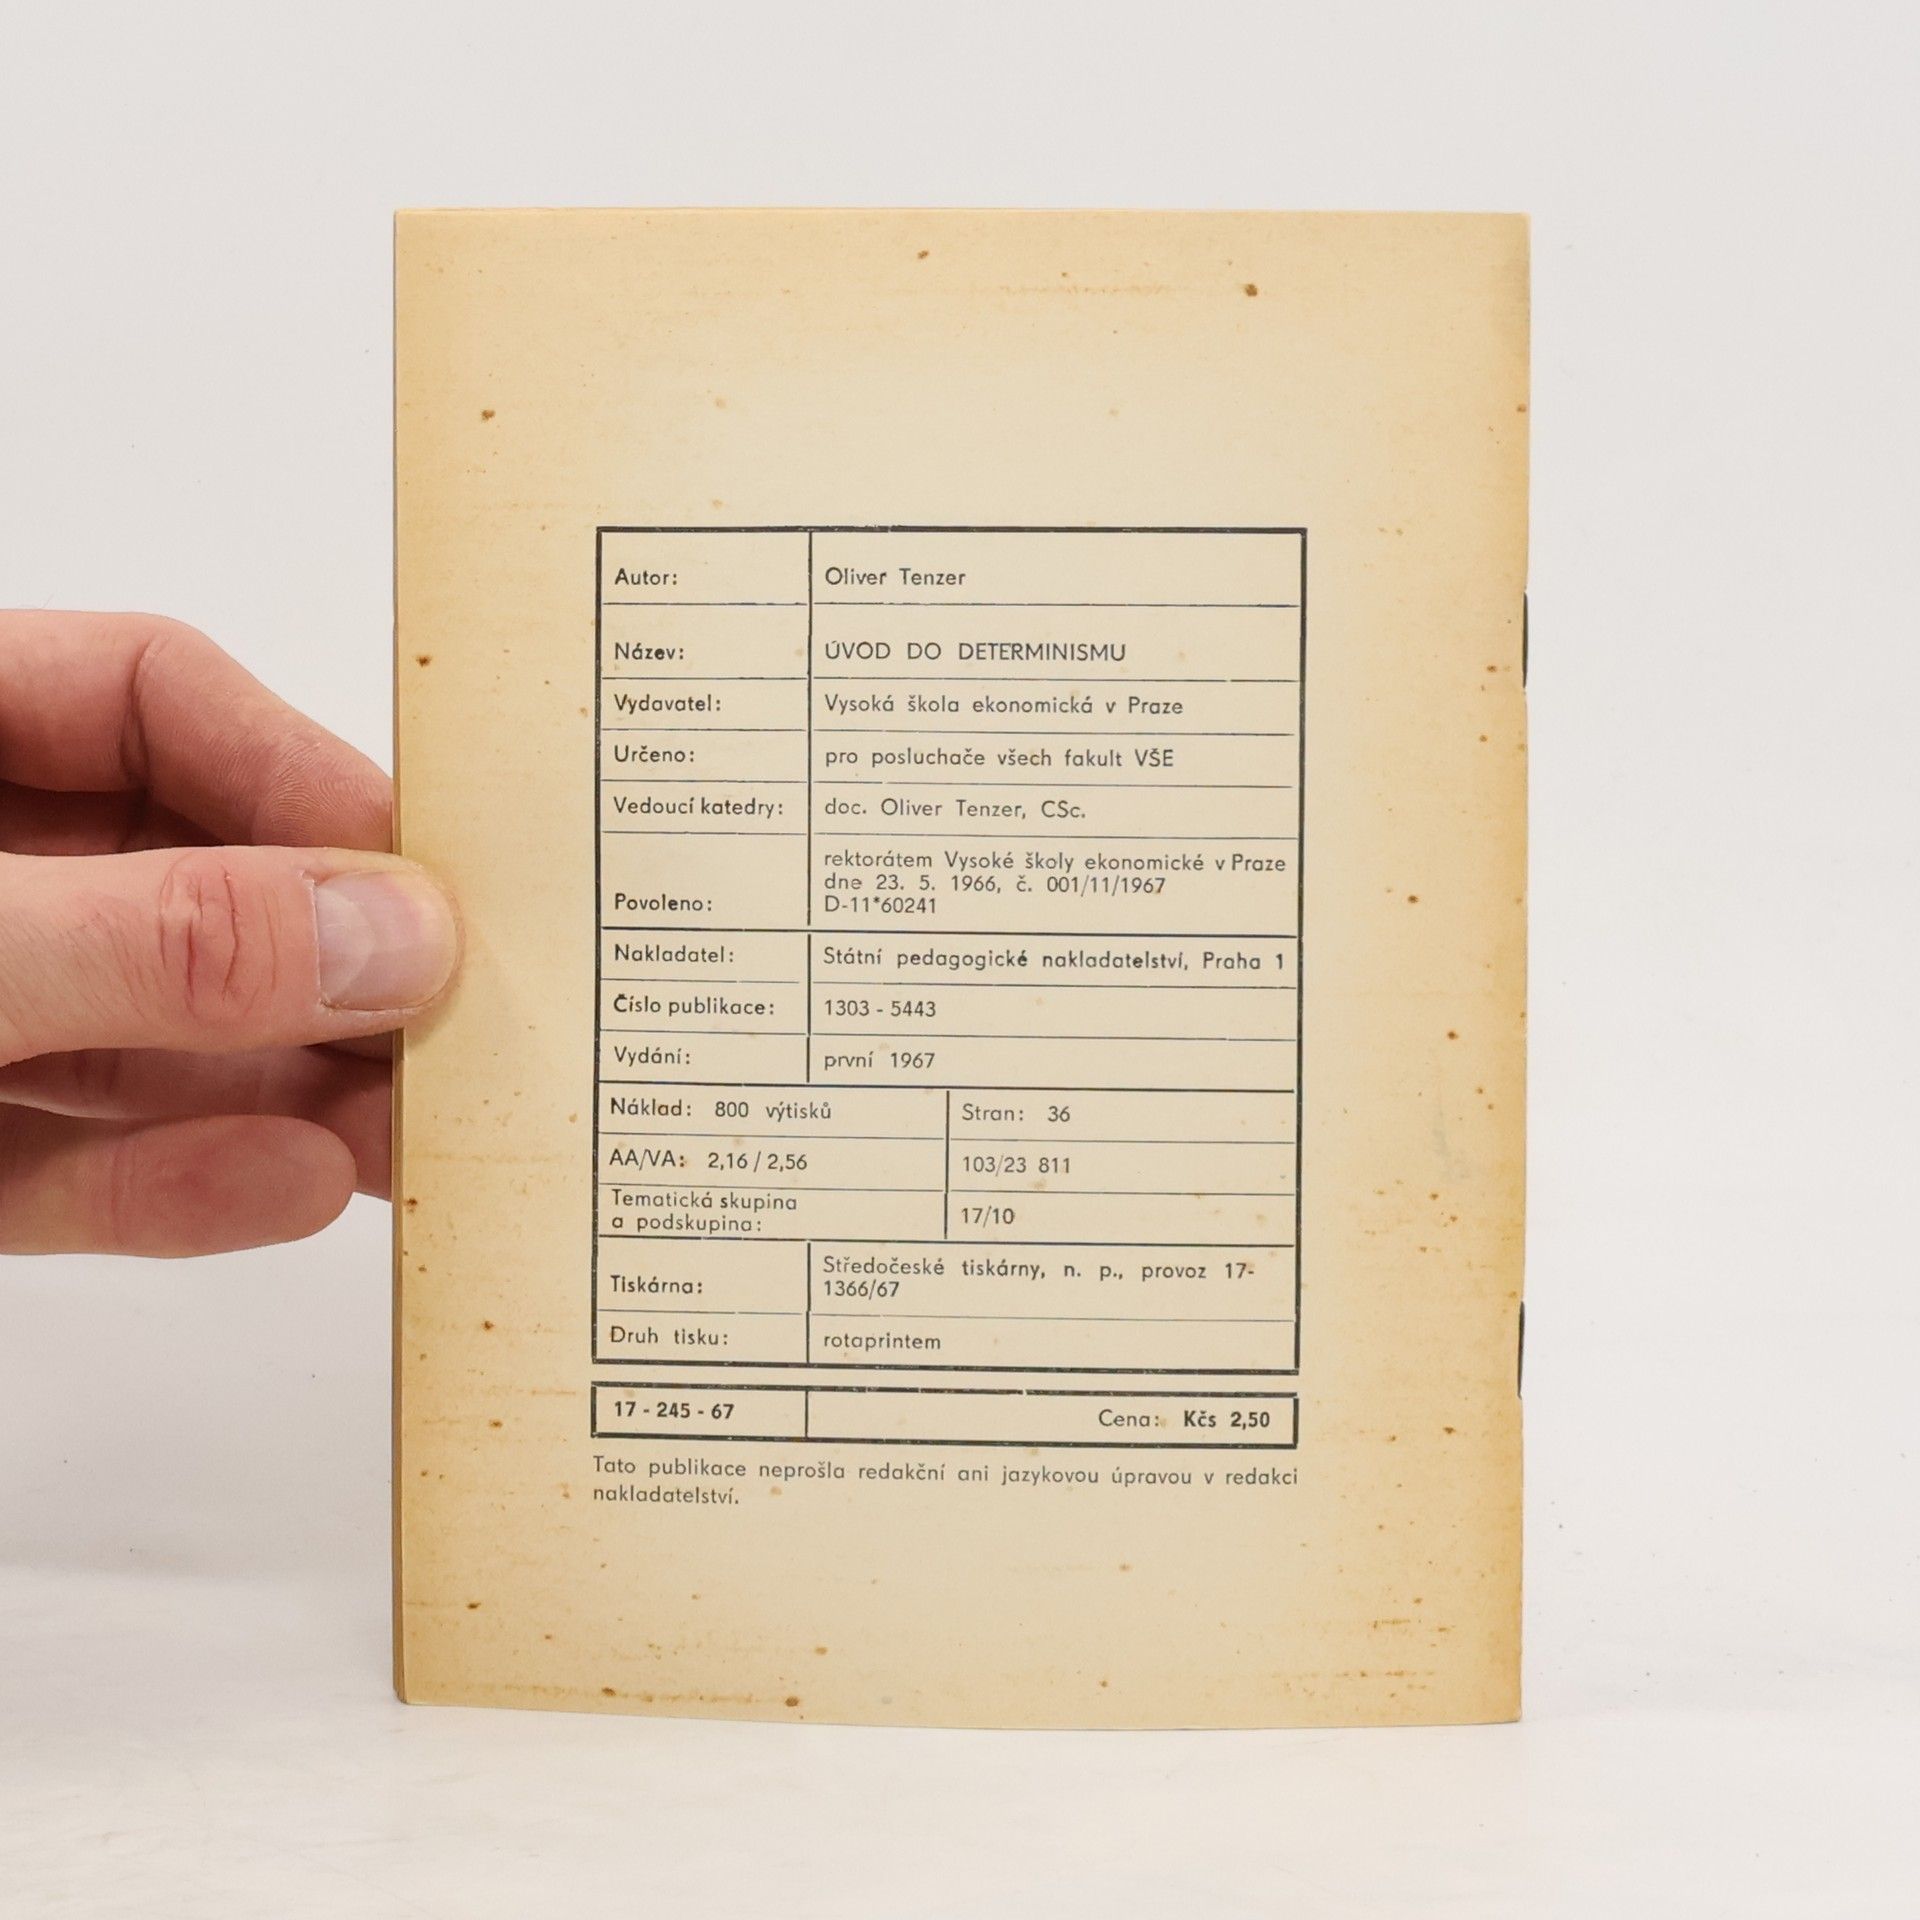 Autor: Oliver Tenzer
Název: ÚVOD DO DETERMINISMU
Vydavatel: Vysoká škola ekonomická v Praze
Určeno: pro posluchače všech fakult VŠE
Vedoucí katedry: doc. Oliver Tenzer, CSc.
Povoleno: rektorátem Vysoké školy ekonomické v Praze
dne 23. 5. 1966, č. 001/11/1967
D-11*60241
Nakladatel: Státní pedagogické nakladatelství, Praha 1
Číslo publikace: 1303 - 5443
Vydání: první 1967
Náklad: 800 výtisků Stran: 36
AA/VA: 2,16 / 2,56 103/23 811
Tematická skupina
a podskupina: 17/10
Tiskárna: Středočeské tiskárny, n. p., provoz 17-
1366/67
Druh tisku: rotaprintem
17 - 245 - 67 Cena: Kčs 2,50
Tato publikace neprošla redakční ani jazykovou úpravou v redakci
nakladatelství.